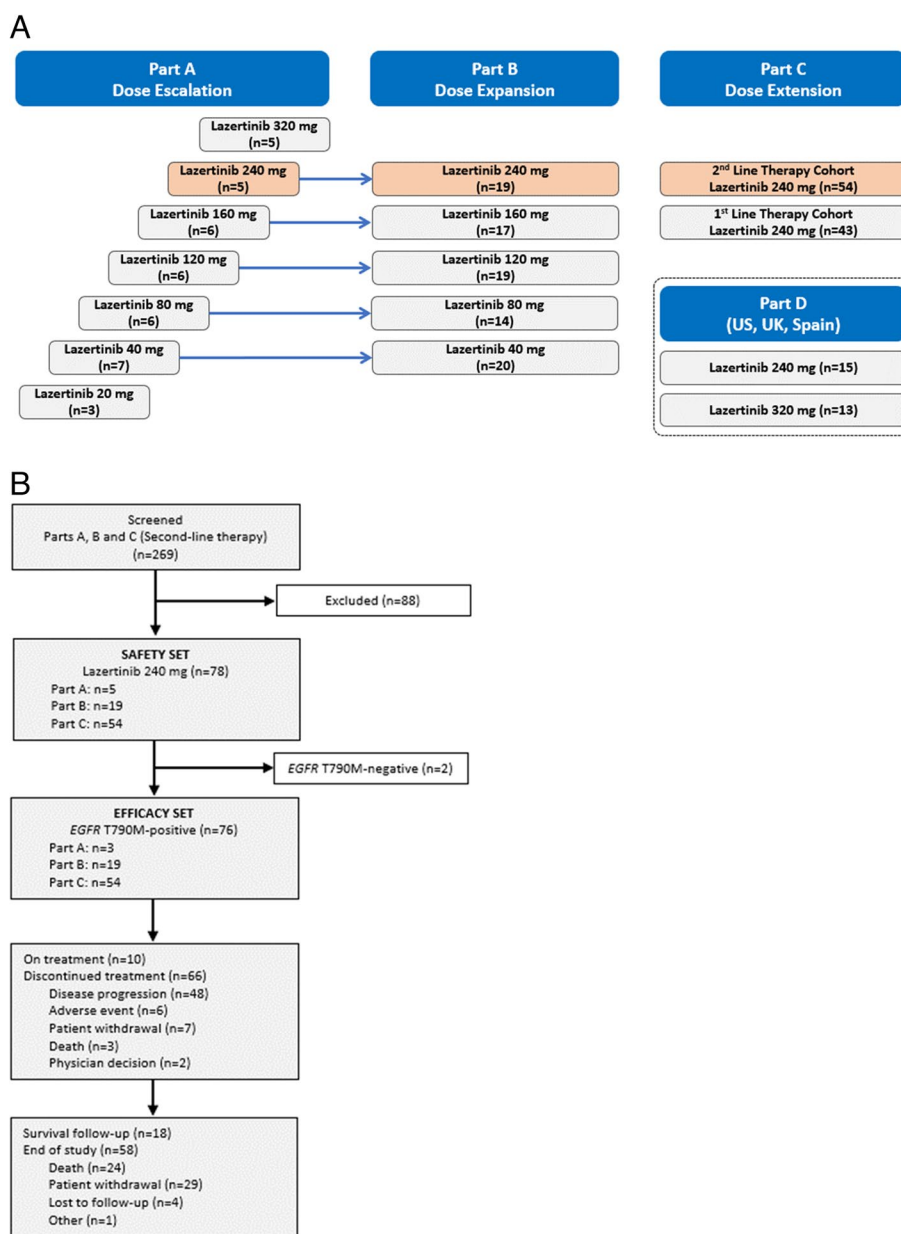 A
Part A
Dose Escalation
Part B
Dose Expansion
Part C
Dose Extension
Lazertinib 320 mg
(n=5)
Lazertinib 240 mg
(n=5)
Lazertinib 240 mg
(n=19)
2nd Line Therapy Cohort
Lazertinib 240 mg (n=54)
Lazertinib 160 mg
(n=6)
Lazertinib 160 mg
(n=17)
1st Line Therapy Cohort
Lazertinib 240 mg (n=43)
Lazertinib 120 mg
(n=6)
Lazertinib 120 mg
(n=19)
Lazertinib 80 mg
(n=6)
Lazertinib 80 mg
(n=14)
Part D
(US, UK, Spain)
Lazertinib 40 mg
(n=7)
Lazertinib 40 mg
(n=20)
Lazertinib 240 mg (n=15)
Lazertinib 20 mg
(n=3)
Lazertinib 320 mg (n=13)
B
Screened
Parts A, B and C (Second-line therapy)
(n=269)
Excluded (n=88)
SAFETY SET
Lazertinib 240 mg (n=78)
Part A: n=5
Part B: n=19
Part C: n=54
EGFR T790M-negative (n=2)
EFFICACY SET
EGFR T790M-positive (n=76)
Part A: n=3
Part B: n=19
Part C: n=54
On treatment (n=10)
Discontinued treatment (n=66)
Disease progression (n=48)
Adverse event (n=6)
Patient withdrawal (n=7)
Death (n=3)
Physician decision (n=2)
Survival follow-up (n=18)
End of study (n=58)
Death (n=24)
Patient withdrawal (n=29)
Lost to follow-up (n=4)
Other (n=1)